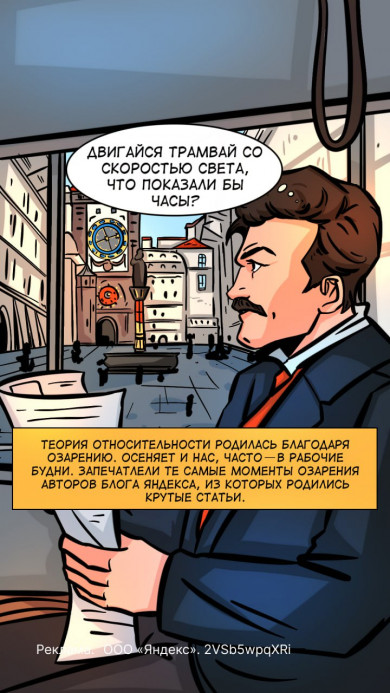 ДВИГАЙСЯ ТРАМВАЙ СО
СКОРОСТЬЮ СВЕТА,
ЧТО ПОКАЗАЛИ БЫ
ЧАСЫ?
ТЕОРИЯ ОТНОСИТЕЛЬНОСТИ РОДИЛАСЬ БЛАГОДАРЯ
ОЗАРЕНИЮ. ОСЕНЯЕТ И НАС, ЧАСТО — В РАБОЧИЕ
БУДНИ. ЗАПЕЧАТЛЕЛИ ТЕ САМЫЕ МОМЕНТЫ ОЗАРЕНИЯ
АВТОРОВ БЛОГА ЯНДЕКСА, ИЗ КОТОРЫХ РОДИЛИСЬ
КРУТЫЕ СТАТЬИ.
Реклама. ООО «Яндекс». 2VSb5wpqXRi